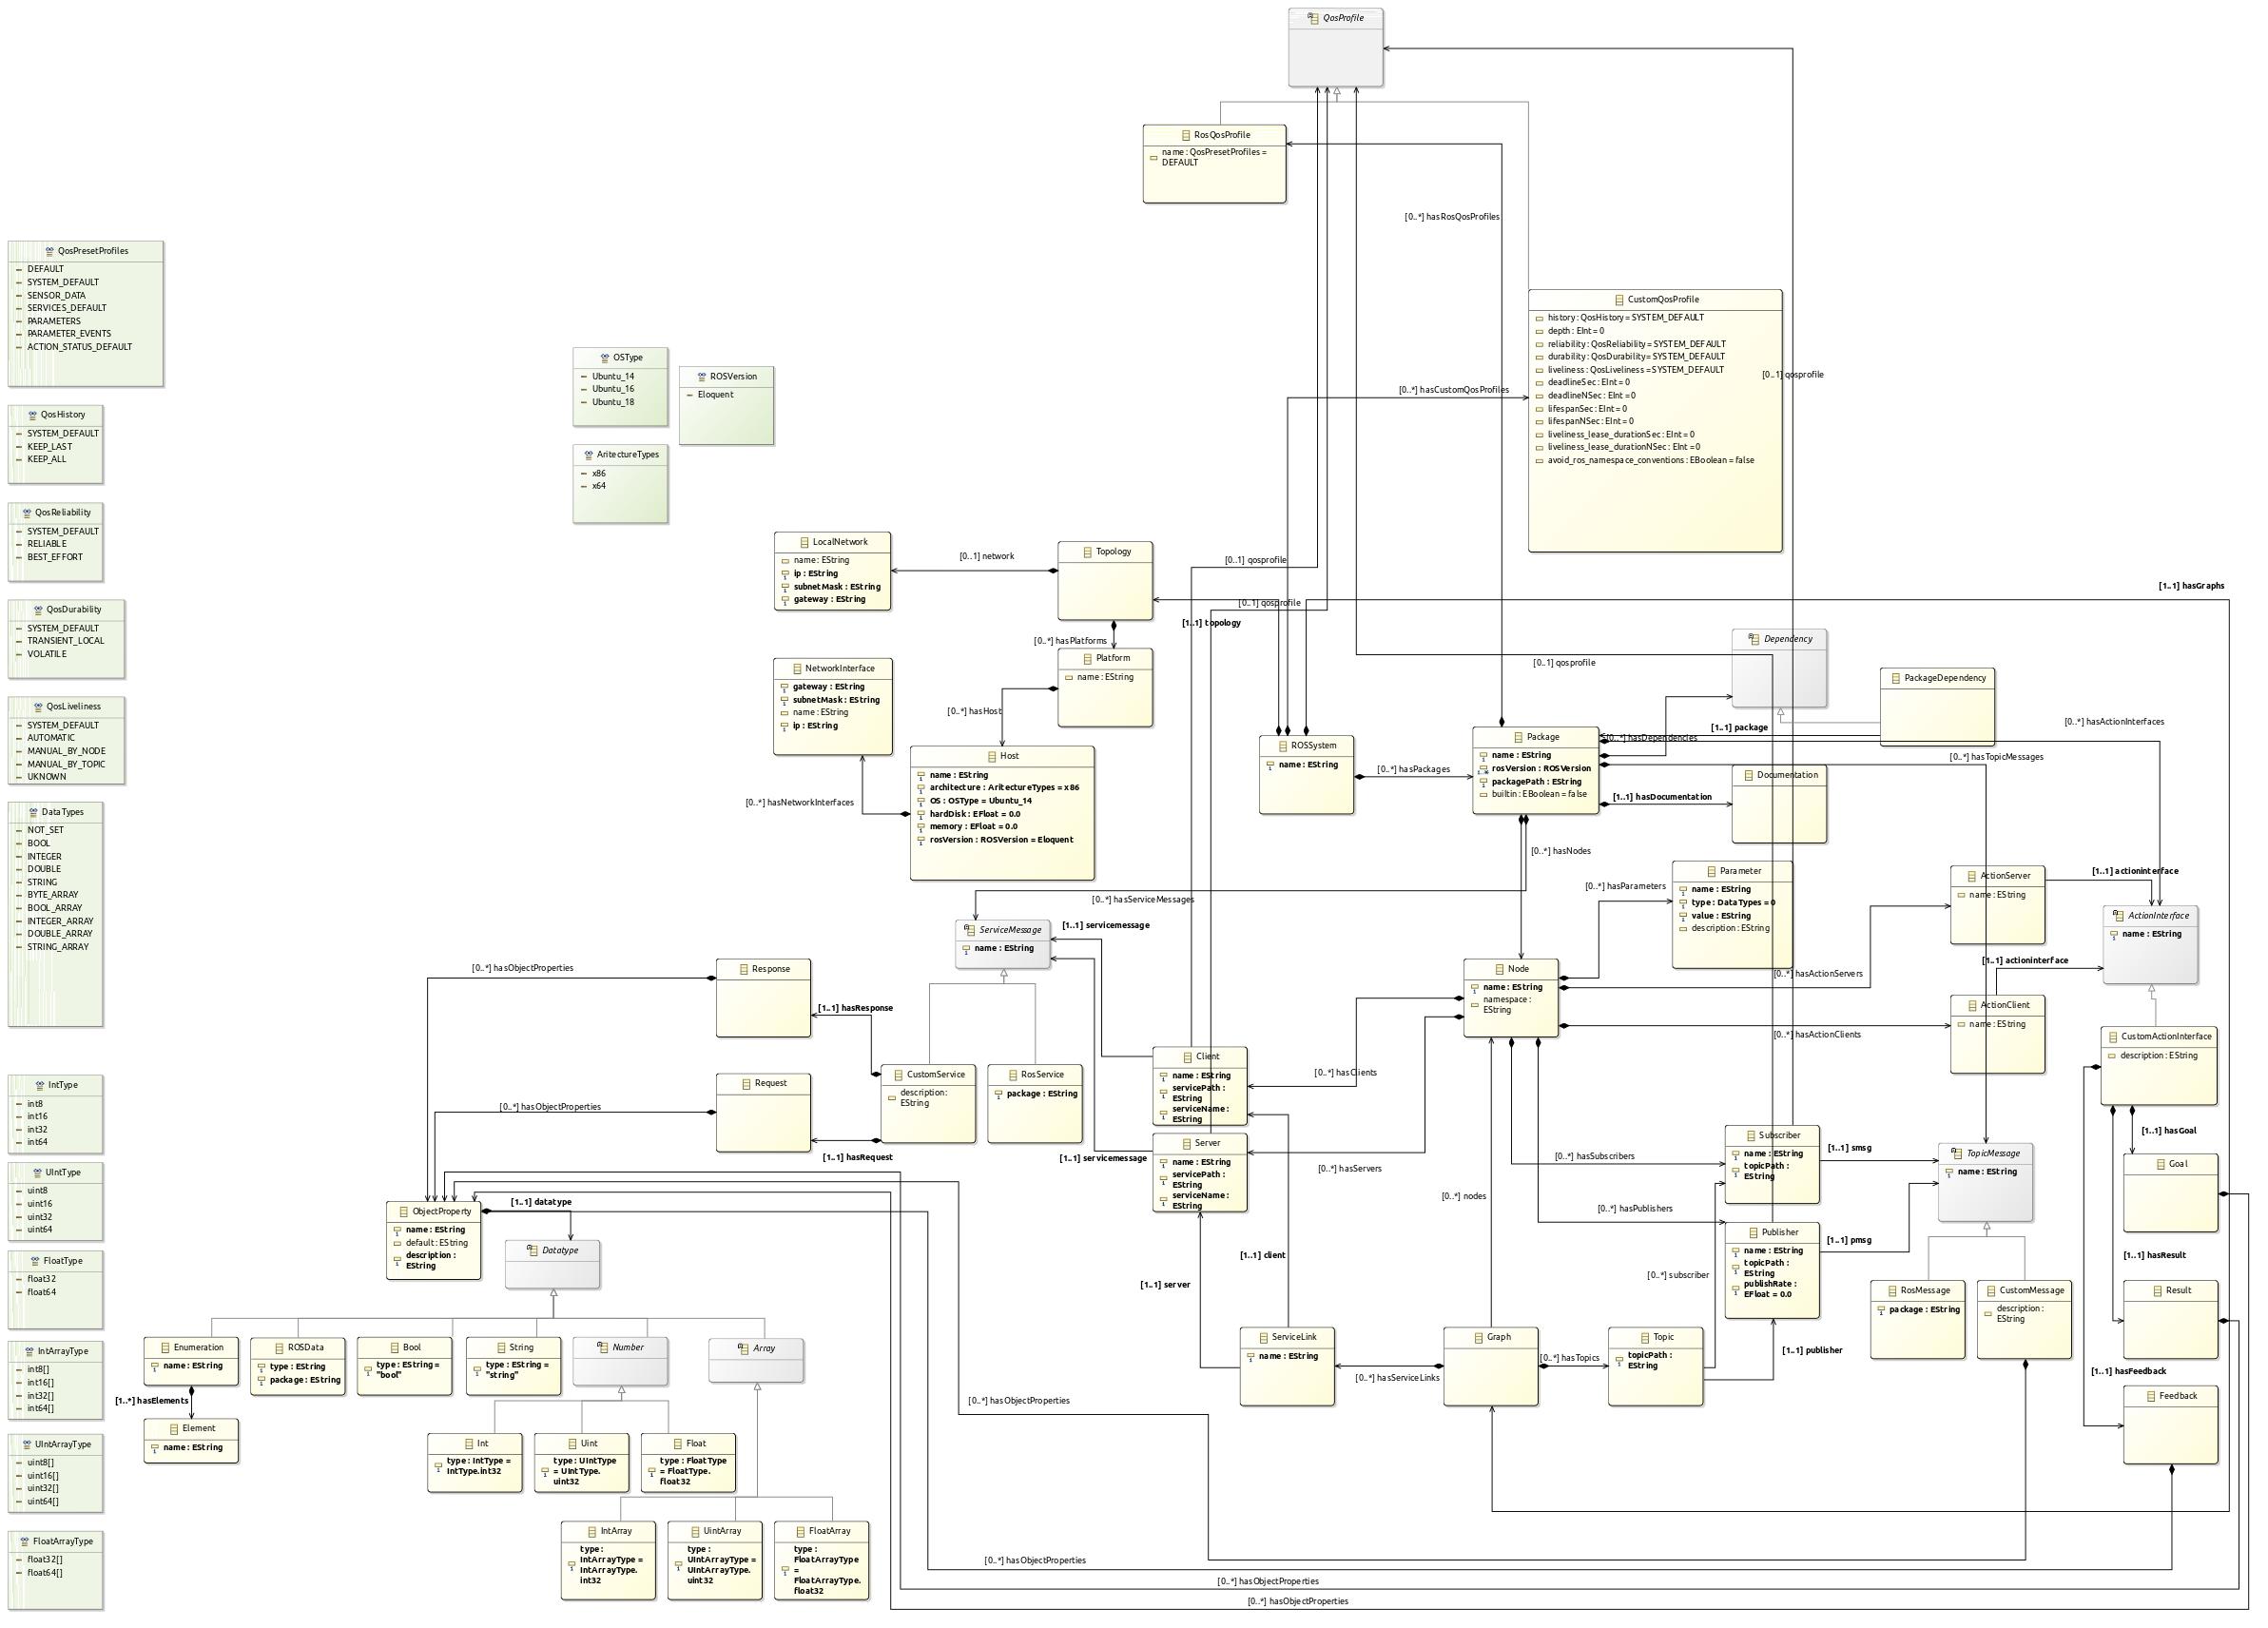 QosProfile
RosQosProfile
name : QosPresetProfiles =
DEFAULT
[0..*] hasRosQosProfiles
QosPresetProfiles
DEFAULT
SYSTEM_DEFAULT
SENSOR_DATA
SERVICES_DEFAULT
PARAMETERS
PARAMETER_EVENTS
ACTION_STATUS_DEFAULT
CustomQosProfile
history : QosHistory = SYSTEM_DEFAULT
depth : EInt = 0
reliability : QosReliability = SYSTEM_DEFAULT
durability : QosDurability = SYSTEM_DEFAULT
liveliness : QosLiveliness = SYSTEM_DEFAULT
deadlineSec : EInt = 0
deadlineNSec : EInt = 0
lifespanSec : EInt = 0
lifespanNSec : EInt = 0
liveliness_lease_durationSec : EInt = 0
liveliness_lease_durationNSec : EInt = 0
avoid_ros_namespace_conventions : EBoolean = false
[0..1] qosprofile
[0..*] hasCustomQosProfiles
OSType
Ubuntu_14
Ubuntu_16
Ubuntu_18
ROSVersion
Eloquent
QosHistory
SYSTEM_DEFAULT
KEEP_LAST
KEEP_ALL
AritectureTypes
x86
x64
QosReliability
SYSTEM_DEFAULT
RELIABLE
BEST_EFFORT
LocalNetwork
name : EString
ip : EString
subnetMask : EString
gateway : EString
[0..1] network
Topology
[0..1] qosprofile
[0..1] qosprofile
[1..1] topology
[1..1] hasGraphs
QosDurability
SYSTEM_DEFAULT
TRANSIENT_LOCAL
VOLATILE
[0..*] hasPlatforms
Platform
name : EString
NetworkInterface
gateway : EString
subnetMask : EString
name : EString
ip : EString
[0..*] hasHost
[0..1] qosprofile
Dependency
PackageDependency
QosLiveliness
SYSTEM_DEFAULT
AUTOMATIC
MANUAL_BY_NODE
MANUAL_BY_TOPIC
UKNOWN
ROSSystem
name : EString
[0..*] hasPackages
Package
name : EString
rosVersion : ROSVersion
packagePath : EString
builtin : EBoolean = false
[1..1] package
[0..*] hasDependencies
[0..*] hasActionInterfaces
[0..*] hasTopicMessages
Documentation
[1..1] hasDocumentation
Host
name : EString
architecture : AritectureTypes = x86
OS : OSType = Ubuntu_14
hardDisk : EFloat = 0.0
memory : EFloat = 0.0
rosVersion : ROSVersion = Eloquent
[0..*] hasNetworkInterfaces
DataTypes
NOT_SET
BOOL
INTEGER
DOUBLE
STRING
BYTE_ARRAY
BOOL_ARRAY
INTEGER_ARRAY
DOUBLE_ARRAY
STRING_ARRAY
[0..*] hasNodes
[0..*] hasParameters
Parameter
name : EString
type : DataTypes = 0
value : EString
description : EString
ActionServer
name : EString
[1..1] actioninterface
ActionInterface
name : EString
[0..*] hasServiceMessages
ServiceMessage
name : EString
[1..1] servicemessage
Response
[0..*] hasObjectProperties
[1..1] hasResponse
Node
name : EString
namespace :
EString
[0..*] hasActionServers
[1..1] actioninterface
ActionClient
name : EString
[0..*] hasActionClients
CustomActionInterface
description : EString
Client
name : EString
servicePath :
EString
serviceName :
EString
[0..*] hasClients
CustomService
description :
EString
RosService
package : EString
Request
[0..*] hasObjectProperties
[1..1] hasRequest
IntType
int8
int16
int32
int64
Server
name : EString
servicePath :
EString
serviceName :
EString
[1..1] servicemessage
[0..*] hasServers
[0..*] hasSubscribers
Subscriber
name : EString
topicPath :
EString
[1..1] smsg
TopicMessage
name : EString
[1..1] hasGoal
Goal
UIntType
uint8
uint16
uint32
uint64
ObjectProperty
name : EString
default : EString
description :
EString
[1..1] datatype
Datatype
[0..*] nodes
[0..*] hasPublishers
Publisher
name : EString
topicPath :
EString
publishRate :
EFloat = 0.0
[1..1] pmsg
[1..1] client
[1..1] server
[0..*] subscriber
[1..1] hasResult
FloatType
float32
float64
RosMessage
package : EString
CustomMessage
description :
EString
Result
Enumeration
name : EString
ROSData
type : EString
package : EString
Bool
type : EString =
"bool"
String
type : EString =
"string"
Number
Array
ServiceLink
name : EString
Graph
[0..*] hasTopics
[0..*] hasServiceLinks
Topic
topicPath :
EString
[1..1] publisher
[1..1] hasFeedback
Feedback
IntArrayType
int8[]
int16[]
int32[]
int64[]
[1..*] hasElements
Element
name : EString
[0..*] hasObjectProperties
Int
type : IntType =
IntType.int32
Uint
type : UIntType
= UIntType.
uint32
Float
type : FloatType
= FloatType.
float32
UIntArrayType
uint8[]
uint16[]
uint32[]
uint64[]
FloatArrayType
float32[]
float64[]
IntArray
type :
IntArrayType =
IntArrayType.
int32
UintArray
type :
UIntArrayType =
UIntArrayType.
uint32
FloatArray
type :
FloatArrayType
=
FloatArrayType.
float32
[0..*] hasObjectProperties
[0..*] hasObjectProperties
[0..*] hasObjectProperties